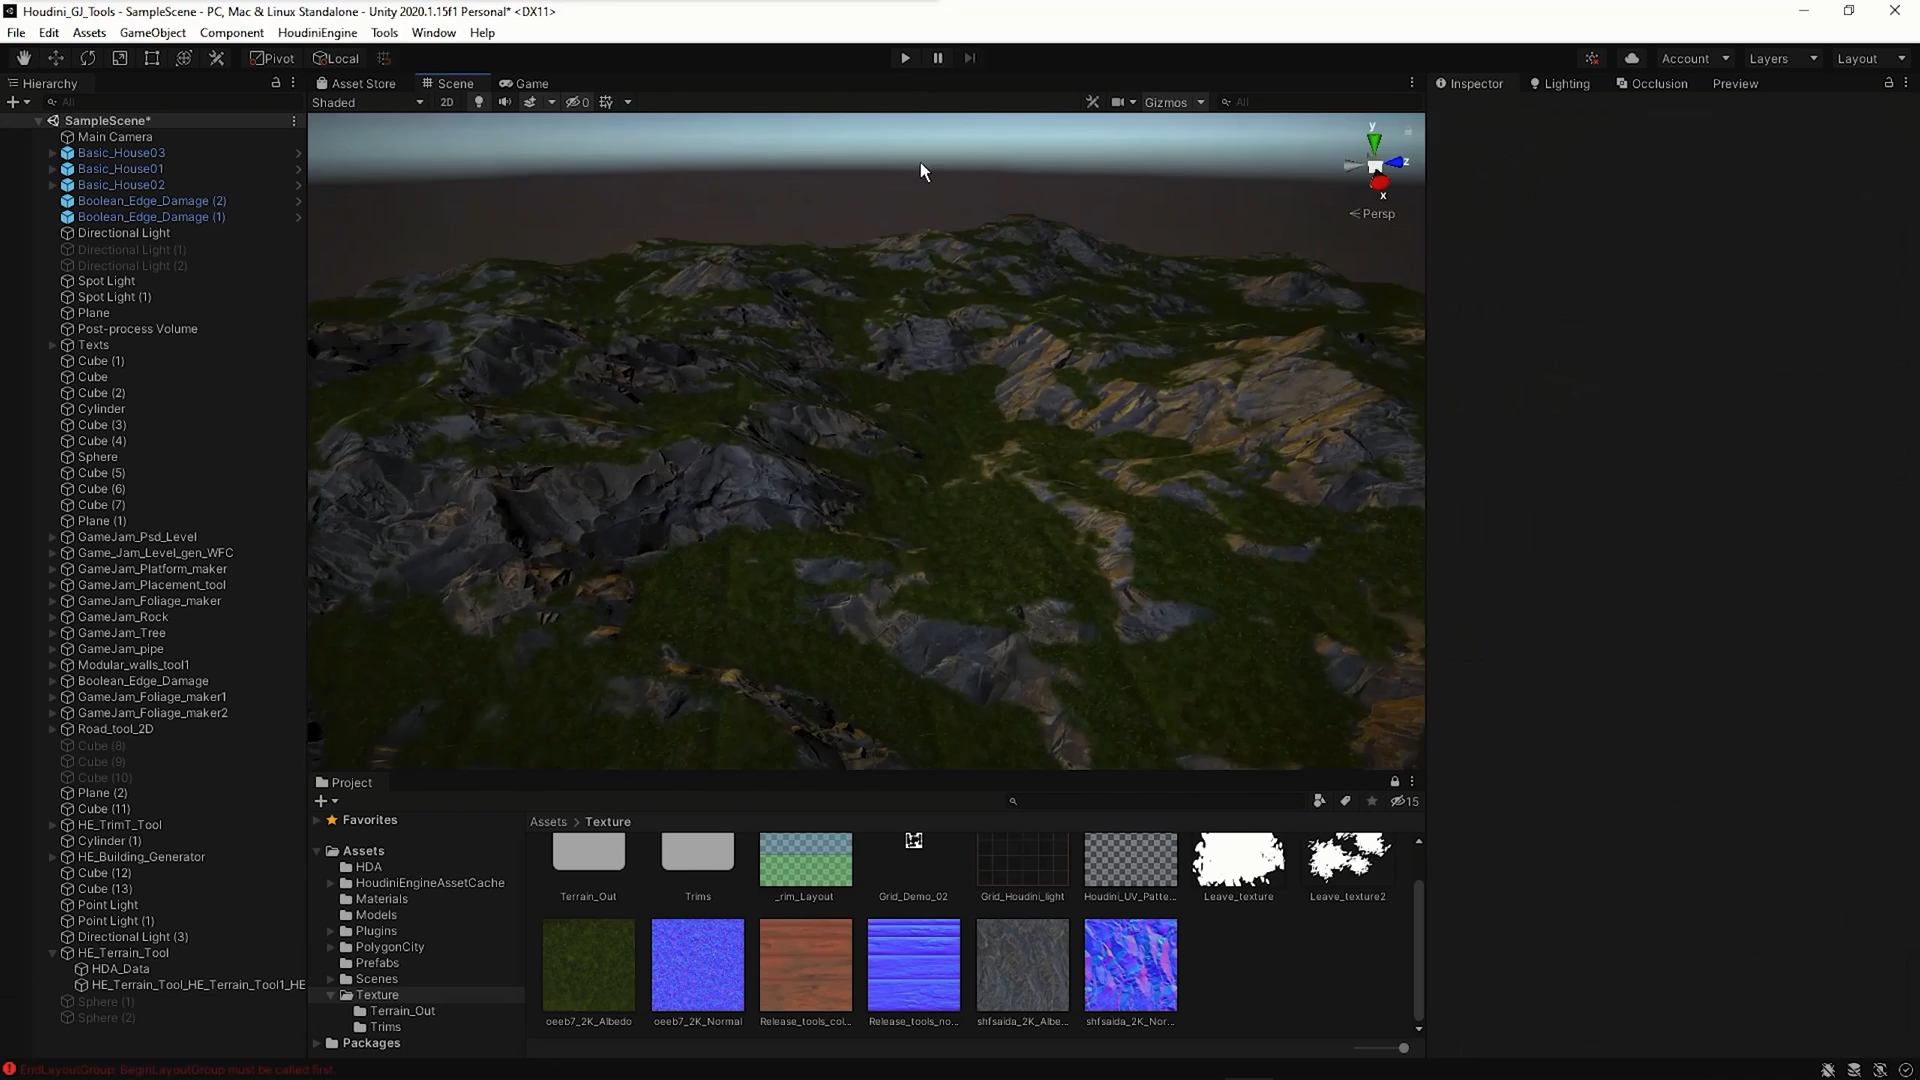 Houdini_GJ_Tools - SampleScene - PC, Mac & Linux Standalone - Unity 2020.1.15f1 Personal* <DX11>
File Edit Assets GameObject Component HoudiniEngine Tools Window Help
Pivot Local Account Layers Layout
Hierarchy Asset Store Scene Game Inspector Lighting Occlusion Preview
All Shaded 2D 0 Gizmos All
SampleScene*
Main Camera
Basic_House03
Basic_House01
Basic_House02
Boolean_Edge_Damage (2)
Boolean_Edge_Damage (1)
Directional Light
Directional Light (1)
Directional Light (2)
Spot Light
Spot Light (1)
Plane
Post-process Volume
Texts
Cube (1)
Cube
Cube (2)
Cylinder
Cube (3)
Cube (4)
Sphere
Cube (5)
Cube (6)
Cube (7)
Plane (1)
GameJam_Psd_Level
Game_Jam_Level_gen_WFC
GameJam_Platform_maker
GameJam_Placement_tool
GameJam_Foliage_maker
GameJam_Rock
GameJam_Tree
GameJam_pipe
Modular_walls_tool1
Boolean_Edge_Damage
GameJam_Foliage_maker1
GameJam_Foliage_maker2
Road_tool_2D
Cube (8)
Cube (9)
Cube (10)
Plane (2)
Cube (11)
HE_TrimT_Tool
Cylinder (1)
HE_Building_Generator
Cube (12)
Cube (13)
Point Light
Point Light (1)
Directional Light (3)
HE_Terrain_Tool
HDA_Data
HE_Terrain_Tool_HE_Terrain_Tool1_HE
Sphere (1)
Sphere (2)
y
z
x
Persp
Project
15
Favorites
Assets
HDA
HoudiniEngineAssetCache
Materials
Models
Plugins
PolygonCity
Prefabs
Scenes
Texture
Terrain_Out
Trims
Packages
Assets > Texture
Terrain_Out Trims _rim_Layout Grid_Demo_02 Grid_Houdini_light Houdini_UV_Patte... Leave_texture Leave_texture2
oeeb7_2K_Albedo oeeb7_2K_Normal Release_tools_col... Release_tools_no... shfsaida_2K_Albe... shfsaida_2K_Nor...
EndLayoutGroup: BeginLayoutGroup must be called first.